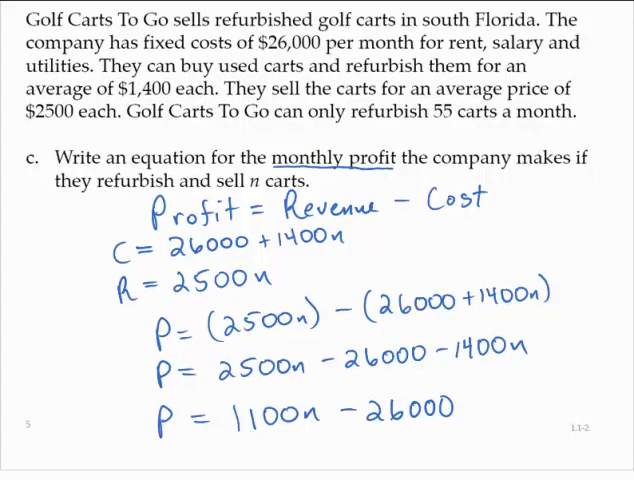 Golf Carts To Go sells refurbished golf carts in south Florida. The
company has fixed costs of $26,000 per month for rent, salary and
utilities. They can buy used carts and refurbish them for an
average of $1,400 each. They sell the carts for an average price of
$2500 each. Golf Carts To Go can only refurbish 55 carts a month.
c. Write an equation for the monthly profit the company makes if
they refurbish and sell n carts.
Profit = Revenue - Cost
C = 26000 + 1400n
R = 2500n
P = (2500n) - (26000 + 1400n)
P = 2500n - 26000 - 1400n
P = 1100n - 26000
5 1.1-2